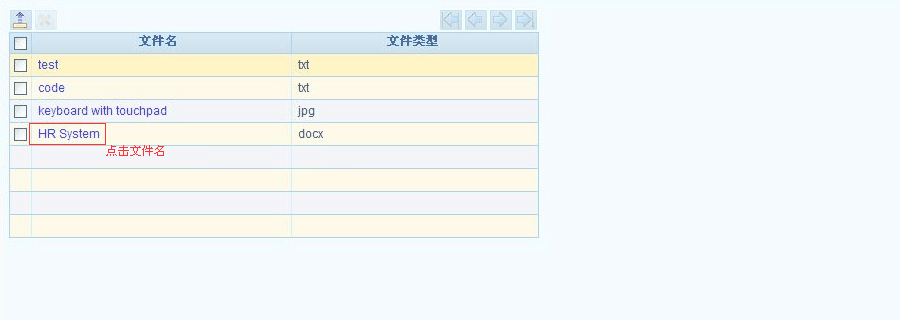 文件名 文件类型
test txt
code txt
keyboard with touchpad jpg
HR System docx
点击文件名